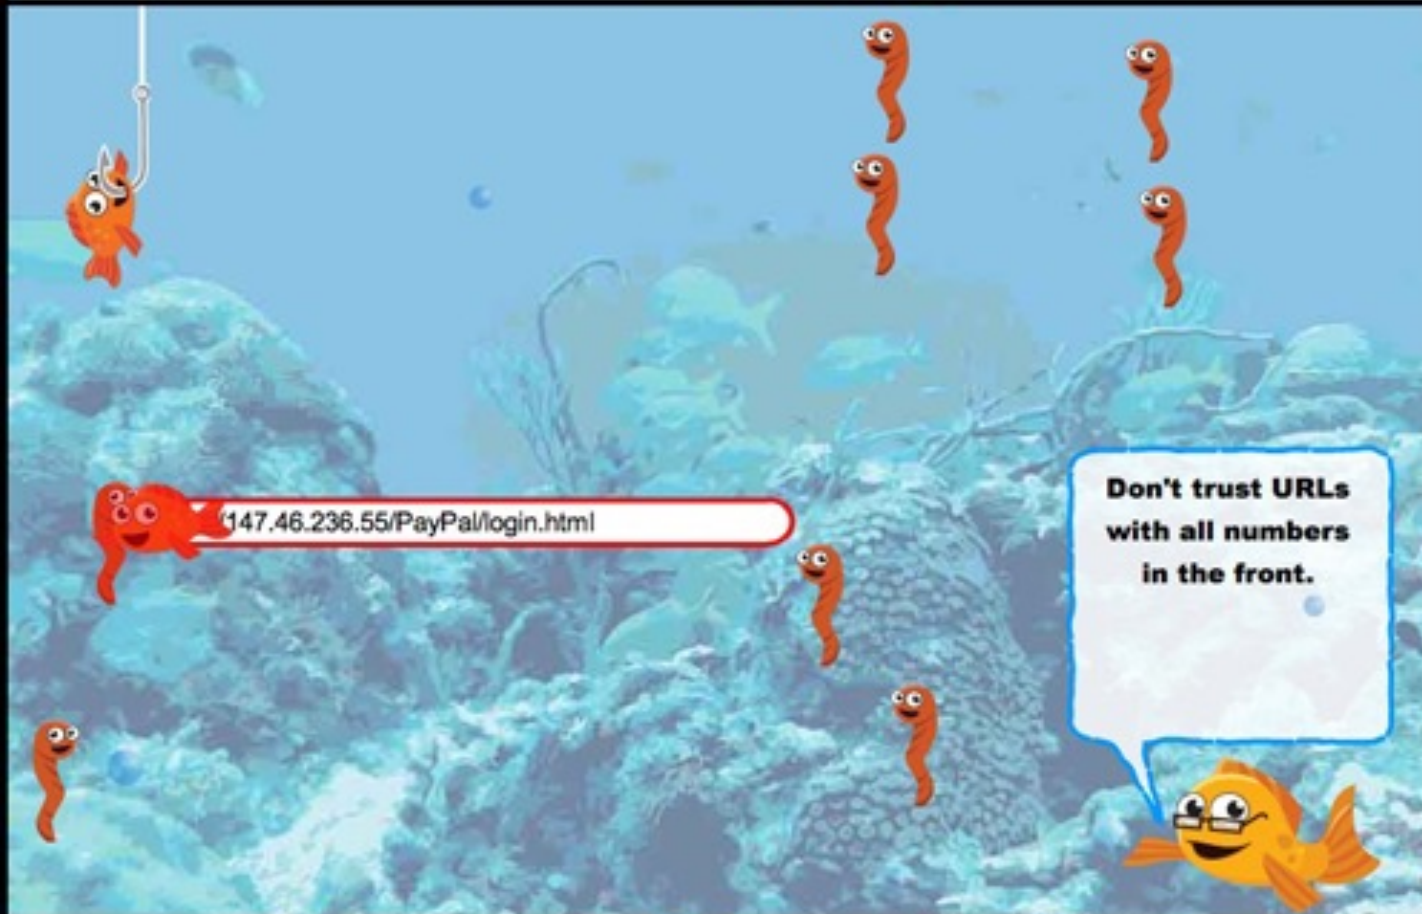 /147.46.236.55/PayPal/login.html
Don't trust URLs
with all numbers
in the front.